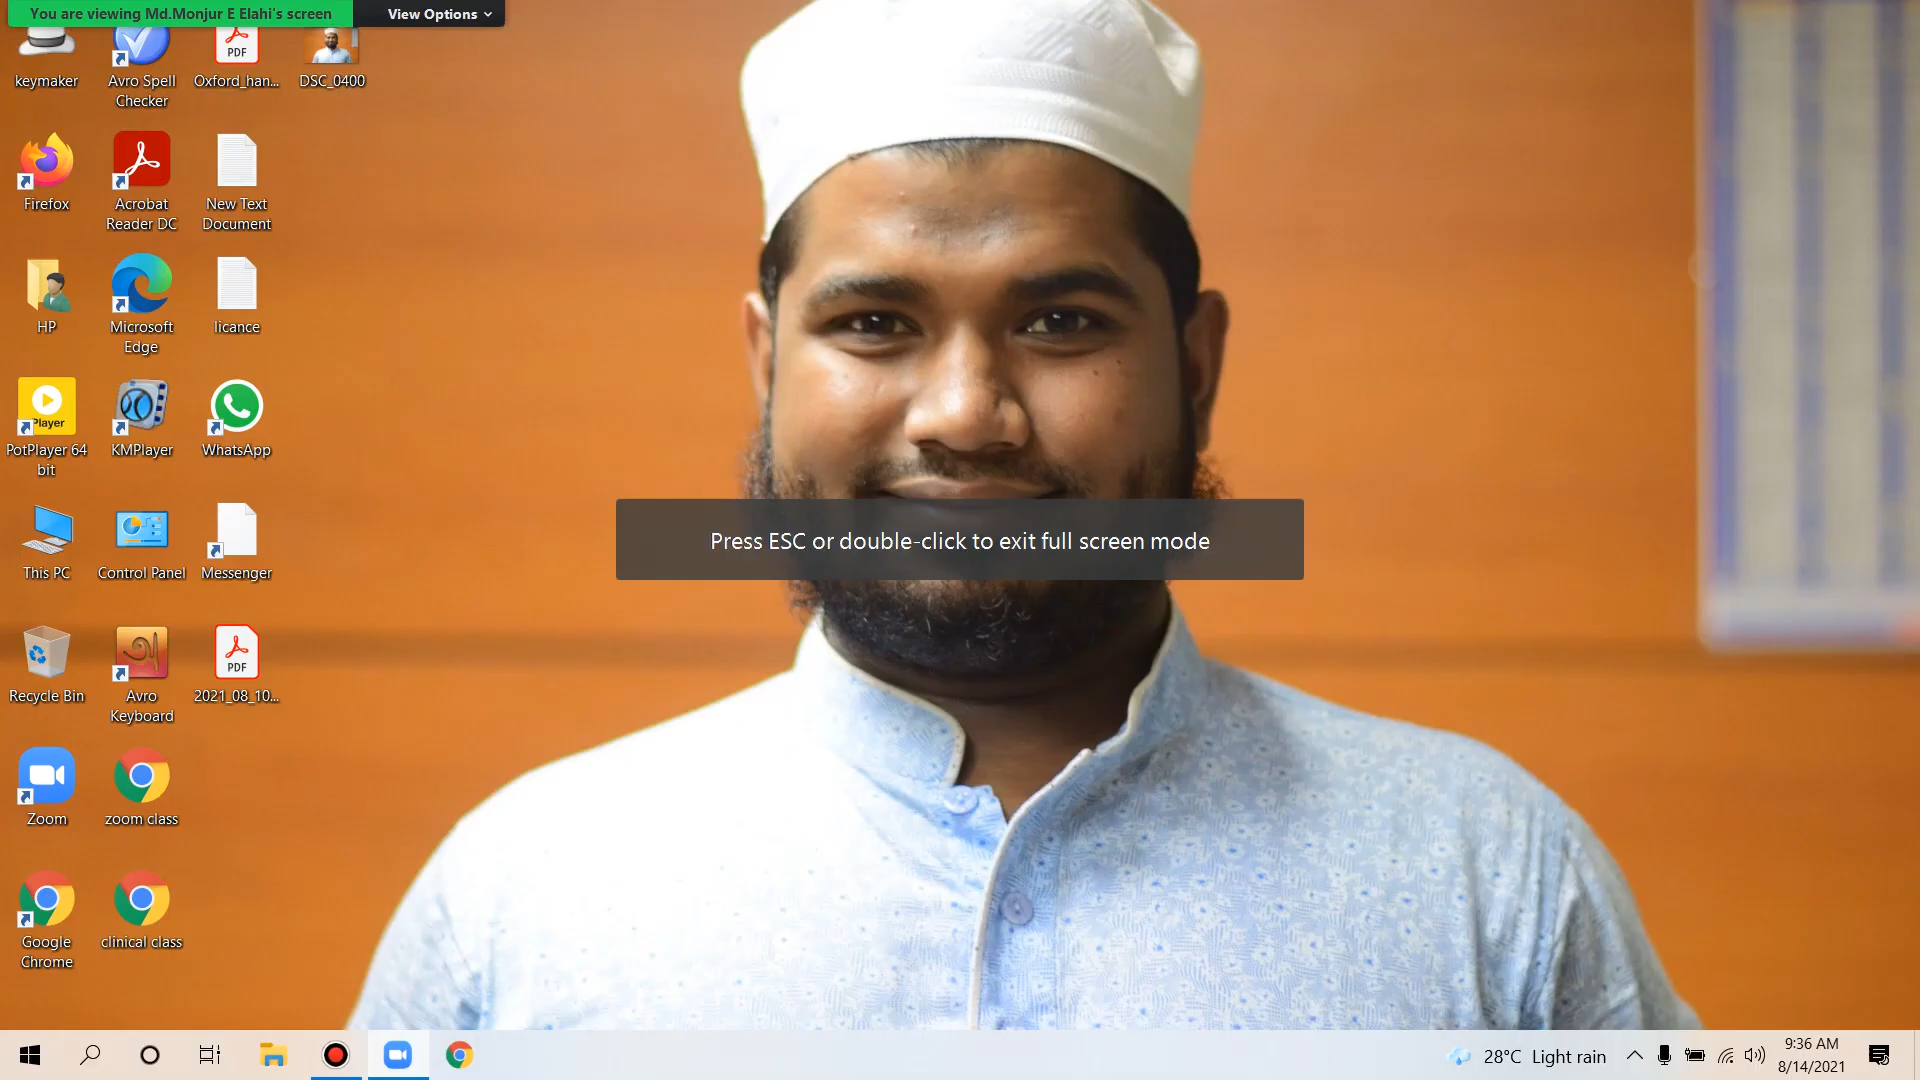 You are viewing Md.Monjur E Elahi's screen
View Options
keymaker
Avro Spell
Checker
PDF
Oxford_han...
DSC_0400
Firefox
Acrobat
Reader DC
New Text
Document
HP
Microsoft
Edge
licance
Player
PotPlayer 64
bit
KMPlayer
WhatsApp
This PC
Control Panel
Messenger
Recycle Bin
অ
Avro
Keyboard
PDF
2021_08_10...
Zoom
zoom class
Google
Chrome
clinical class
Press ESC or double-click to exit full screen mode
28°C Light rain
9:36 AM
8/14/2021